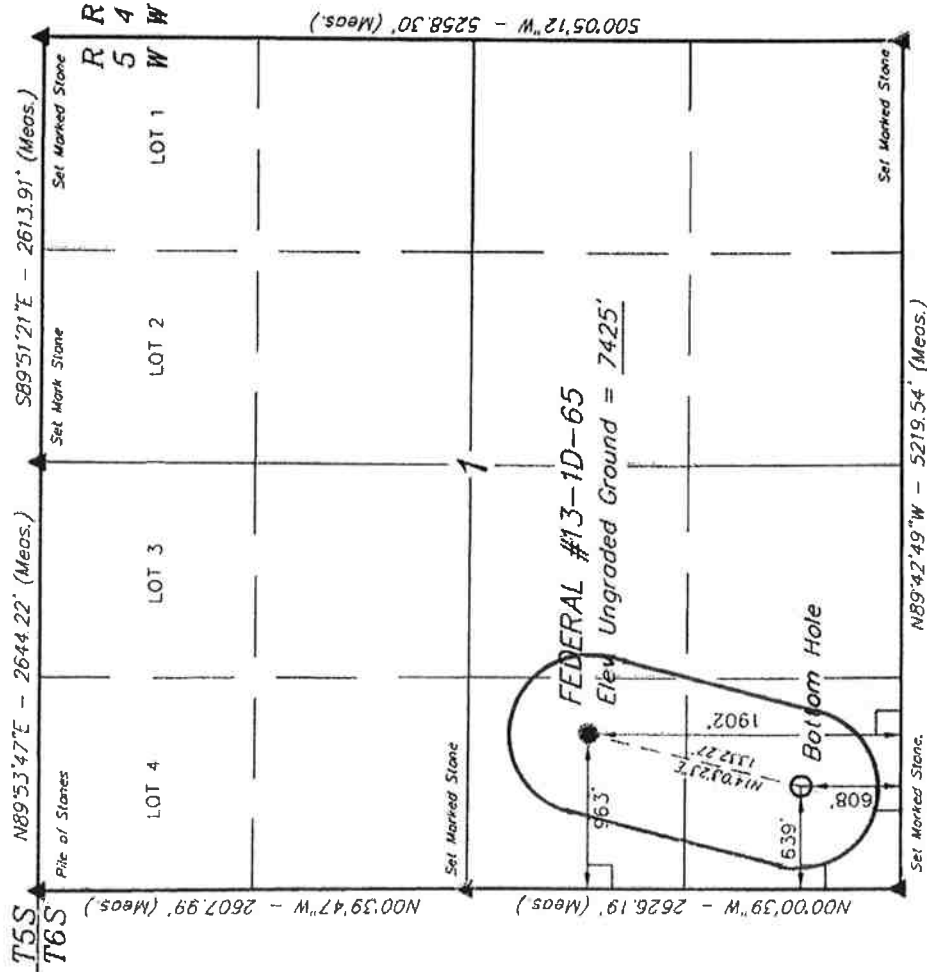 T5S
T6S
N89°53'47"E - 2644.22' (Meas.)
S89°51'21"E - 2613.91' (Meas.)
R R
5 4
W W
Pile of Stones
Set Mark Stone
Set Marked Stone
LOT 4
LOT 3
LOT 2
LOT 1
N00°39'47"W - 2607.99' (Meas.)
S00°05'12"W - 5258.30' (Meas.)
Set Marked Stone
1
FEDERAL #13-1D-65
Elev. Ungraded Ground = 7425'
963'
1902'
N14°03'23"E
1332.27'
Bottom Hole
639'
608'
N00°00'39"W - 2626.19' (Meas.)
Set Marked Stone.
Set Marked Stone
N89°42'49"W - 5219.54' (Meas.)